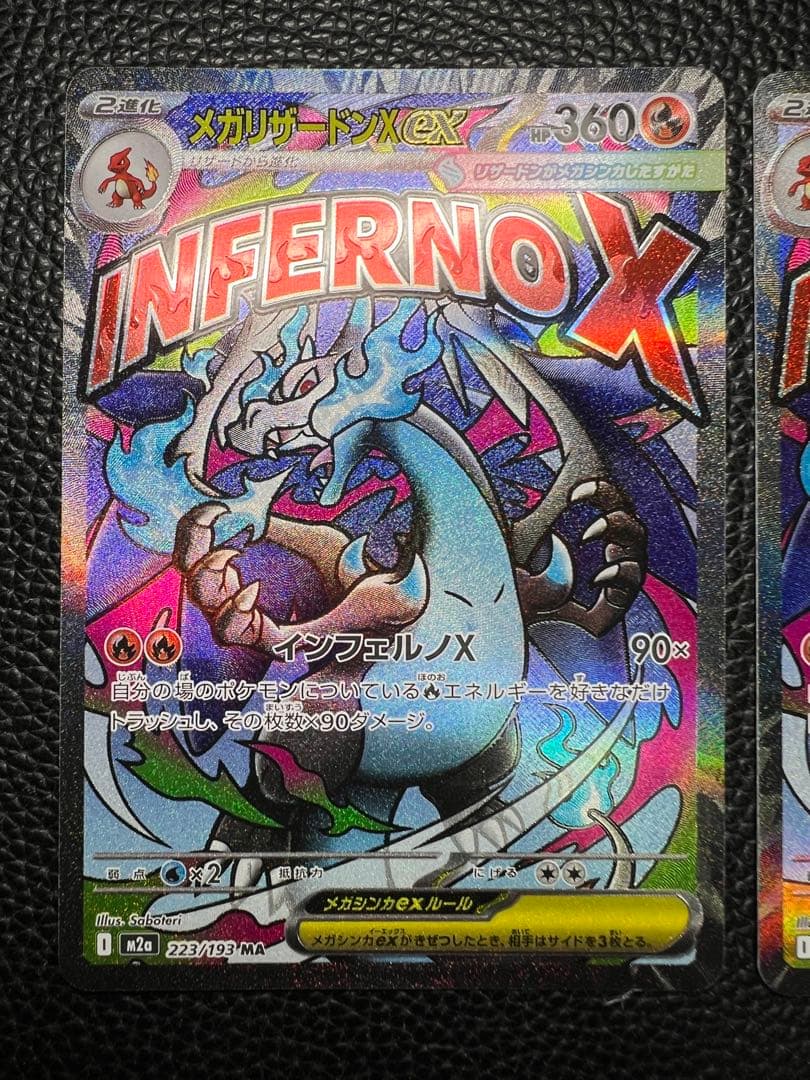 2進化
メガリザードンXex
HP360
リザードから進化
リザードンがメガシンカしたすがた
INFERNO X
インフェルノX 90×
自分の場のポケモンについているエネルギーを好きなだけ
トラッシュし、その枚数×90ダメージ。
弱点 ×2 抵抗力 にげる
メガシンカexルール
メガシンカexがきぜつしたとき、相手はサイドを3枚とる。
Illus. Saboteri
I m2a 223/193 MA